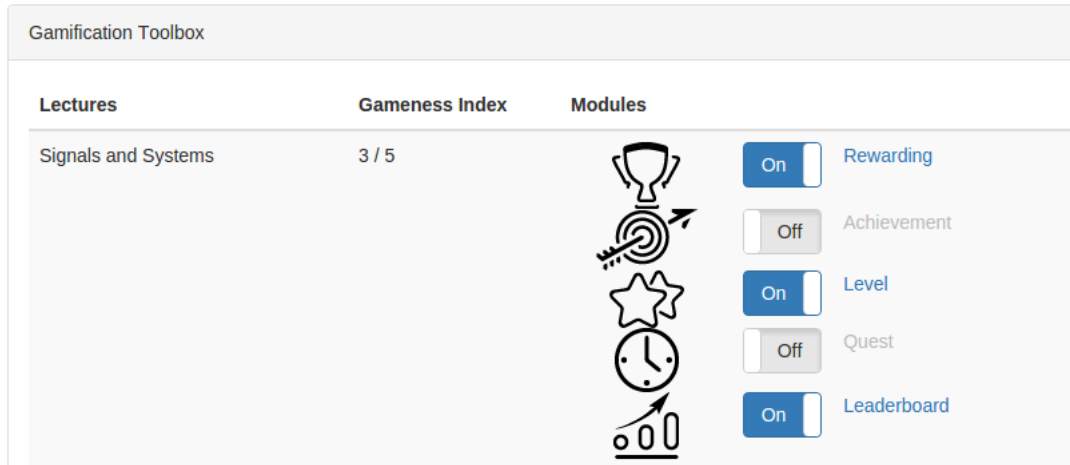 Gamification Toolbox
Lectures Gameness Index Modules
Signals and Systems 3 / 5 On Rewarding
Off Achievement
On Level
Off Quest
On Leaderboard